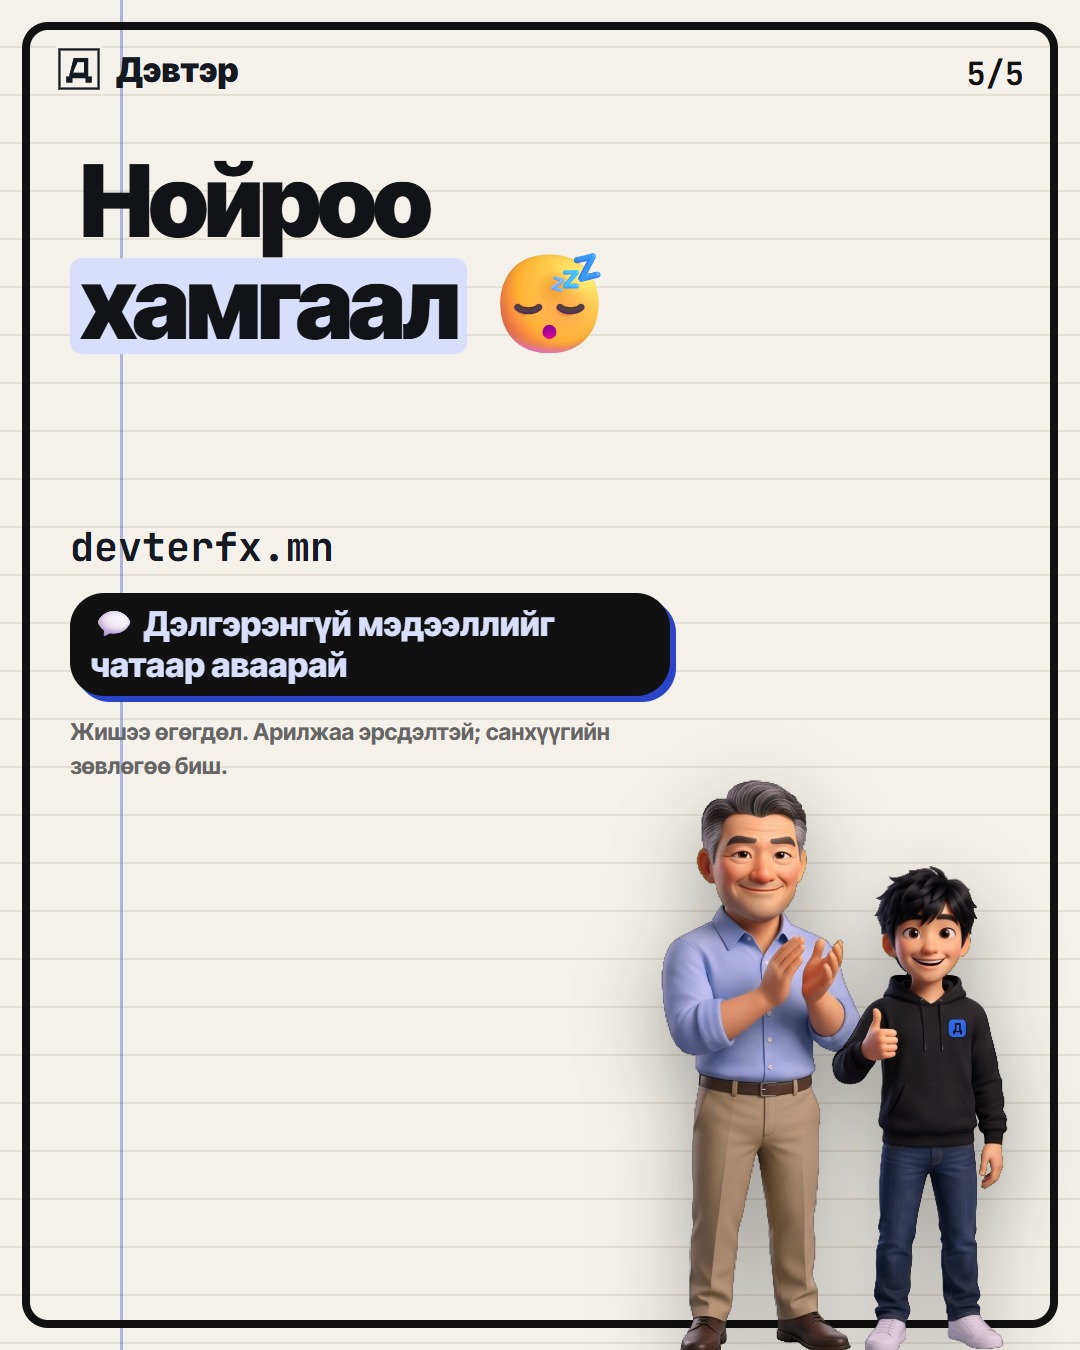 Д Дэвтэр
5/5
Нойроо
хамгаал
devterfx.mn
Дэлгэрэнгүй мэдээллийг
чатаар аваарай
Жишээ өгөгдөл. Арилжаа эрсдэлтэй; санхүүгийн
зөвлөгөө биш.
Д